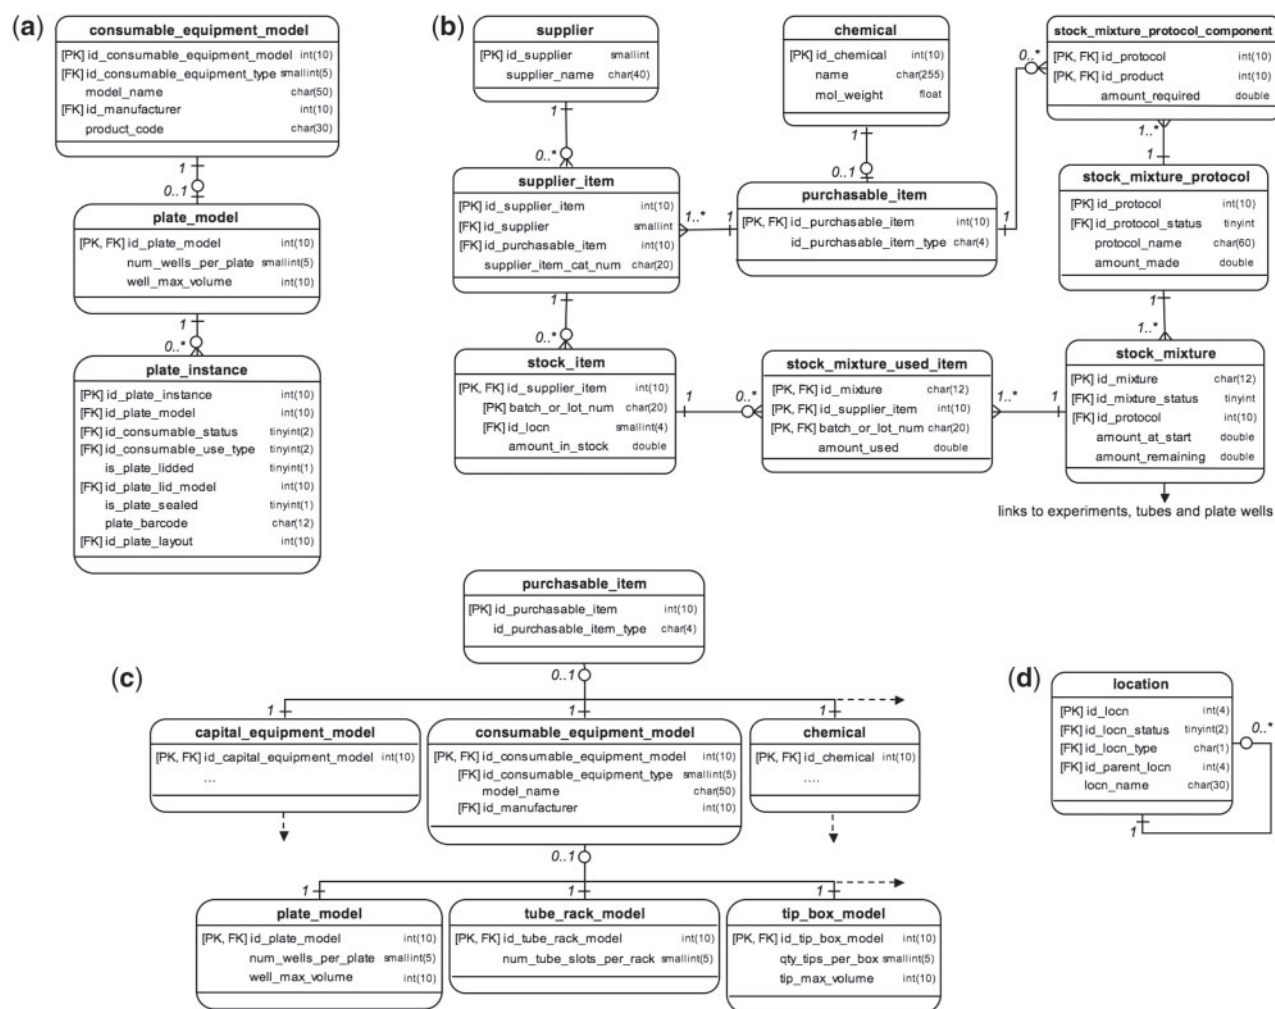 (a)
consumable_equipment_model
[PK] id_consumable_equipment_model int(10)
[FK] id_consumable_equipment_type smallint(5)
model_name char(50)
[FK] id_manufacturer int(10)
product_code char(30)
1
0..1
plate_model
[PK, FK] id_plate_model int(10)
num_wells_per_plate smallint(5)
well_max_volume int(10)
1
0..*
plate_instance
[PK] id_plate_instance int(10)
[FK] id_plate_model int(10)
[FK] id_consumable_status tinyint(2)
[FK] id_consumable_use_type tinyint(2)
is_plate_lidded tinyint(1)
[FK] id_plate_lid_model int(10)
is_plate_sealed tinyint(1)
plate_barcode char(12)
[FK] id_plate_layout int(10)
(b)
supplier
[PK] id_supplier smallint
supplier_name char(40)
1
0..*
supplier_item
[PK] id_supplier_item int(10)
[FK] id_supplier smallint
[FK] id_purchasable_item int(10)
supplier_item_cat_num char(20)
1
0..*
stock_item
[PK, FK] id_supplier_item int(10)
[PK] batch_or_lot_num char(20)
[FK] id_locn smallint(4)
amount_in_stock double
chemical
[PK] id_chemical int(10)
name char(255)
mol_weight float
1
0..1
purchasable_item
[PK, FK] id_purchasable_item int(10)
id_purchasable_item_type char(4)
1..*
1
1
0..*
stock_mixture_protocol_component
[PK, FK] id_protocol int(10)
[PK, FK] id_product int(10)
amount_required double
1..*
1
stock_mixture_protocol
[PK] id_protocol int(10)
[FK] id_protocol_status tinyint
protocol_name char(60)
amount_made double
1
1..*
stock_mixture
[PK] id_mixture char(12)
[FK] id_mixture_status tinyint
[FK] id_protocol int(10)
amount_at_start double
amount_remaining double
1
0..*
stock_mixture_used_item
[PK, FK] id_mixture char(12)
[PK, FK] id_supplier_item int(10)
[PK, FK] batch_or_lot_num char(20)
amount_used double
1..*
1
links to experiments, tubes and plate wells
(c)
purchasable_item
[PK] id_purchasable_item int(10)
id_purchasable_item_type char(4)
0..1
1
1
1
capital_equipment_model
[PK, FK] id_capital_equipment_model int(10)
...
consumable_equipment_model
[PK, FK] id_consumable_equipment_model int(10)
[FK] id_consumable_equipment_type smallint(5)
model_name char(50)
[FK] id_manufacturer int(10)
chemical
[PK, FK] id_chemical int(10)
....
0..1
1
1
1
plate_model
[PK, FK] id_plate_model int(10)
num_wells_per_plate smallint(5)
well_max_volume int(10)
tube_rack_model
[PK, FK] id_tube_rack_model int(10)
num_tube_slots_per_rack smallint(5)
tip_box_model
[PK, FK] id_tip_box_model int(10)
qty_tips_per_box smallint(5)
tip_max_volume int(10)
(d)
location
[PK] id_locn int(4)
[FK] id_locn_status tinyint(2)
[FK] id_locn_type char(1)
[FK] id_parent_locn int(4)
locn_name char(30)
0..*
1